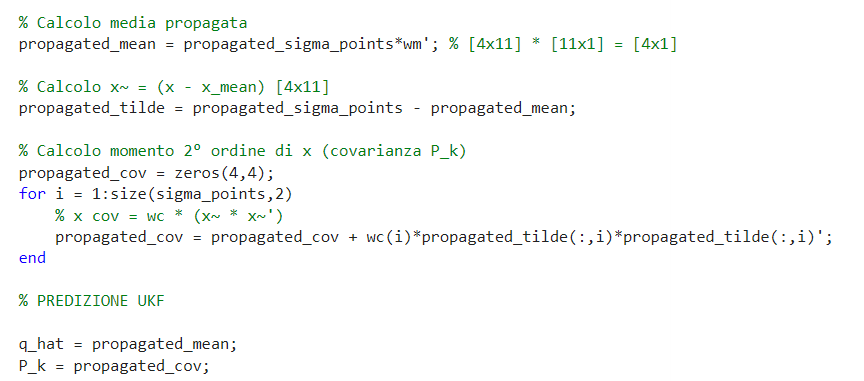 % Calcolo media propagata
propagated_mean = propagated_sigma_points*wm'; % [4x11] * [11x1] = [4x1]
% Calcolo x~ = (x - x_mean) [4x11]
propagated_tilde = propagated_sigma_points - propagated_mean;
% Calcolo momento 2º ordine di x (covarianza P_k)
propagated_cov = zeros(4,4);
for i = 1:size(sigma_points,2)
% x cov = wc * (x~ * x~')
propagated_cov = propagated_cov + wc(i)*propagated_tilde(:,i)*propagated_tilde(:,i)';
end
% PREDIZIONE UKF
q_hat = propagated_mean;
P_k = propagated_cov;